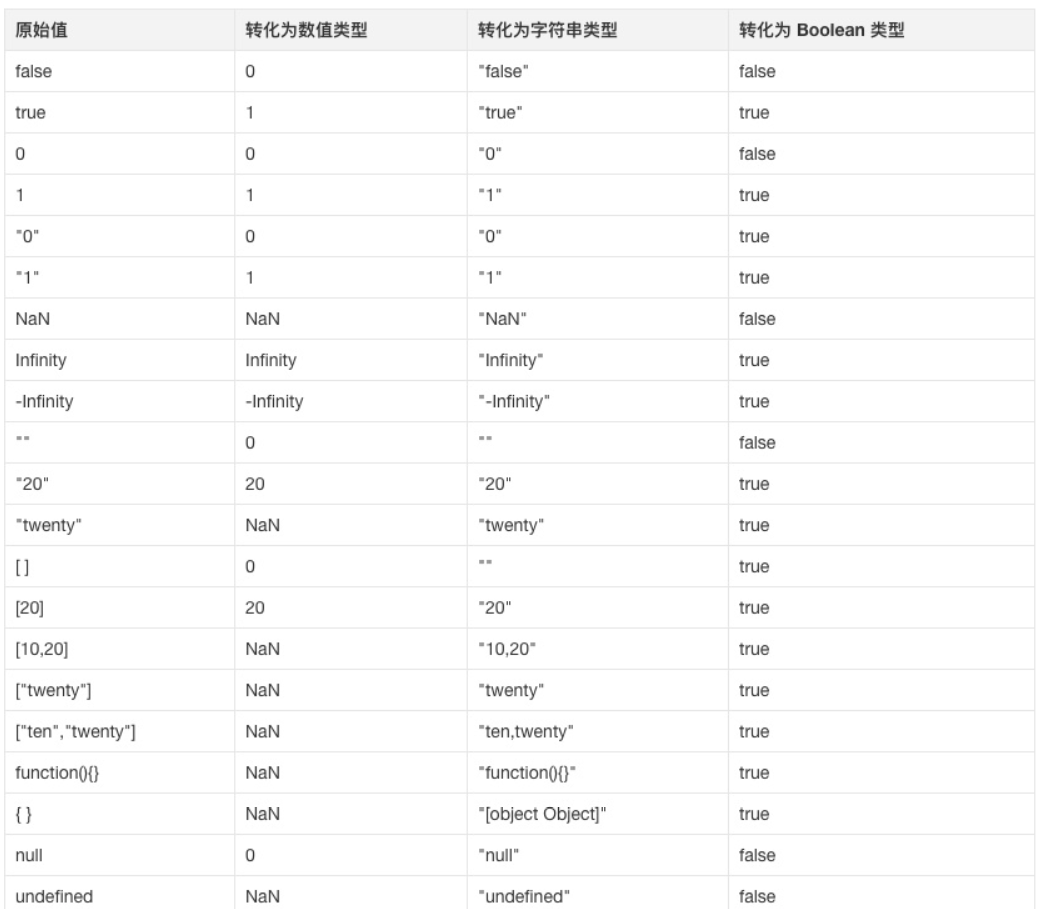 原始值 转化为数值类型 转化为字符串类型 转化为 Boolean 类型
false 0 "false" false
true 1 "true" true
0 0 "0" false
1 1 "1" true
"0" 0 "0" true
"1" 1 "1" true
NaN NaN "NaN" false
Infinity Infinity "Infinity" true
-Infinity -Infinity "-Infinity" true
"" 0 "" false
"20" 20 "20" true
"twenty" NaN "twenty" true
[ ] 0 "" true
[20] 20 "20" true
[10,20] NaN "10,20" true
["twenty"] NaN "twenty" true
["ten","twenty"] NaN "ten,twenty" true
function(){} NaN "function(){}" true
{ } NaN "[object Object]" true
null 0 "null" false
undefined NaN "undefined" false